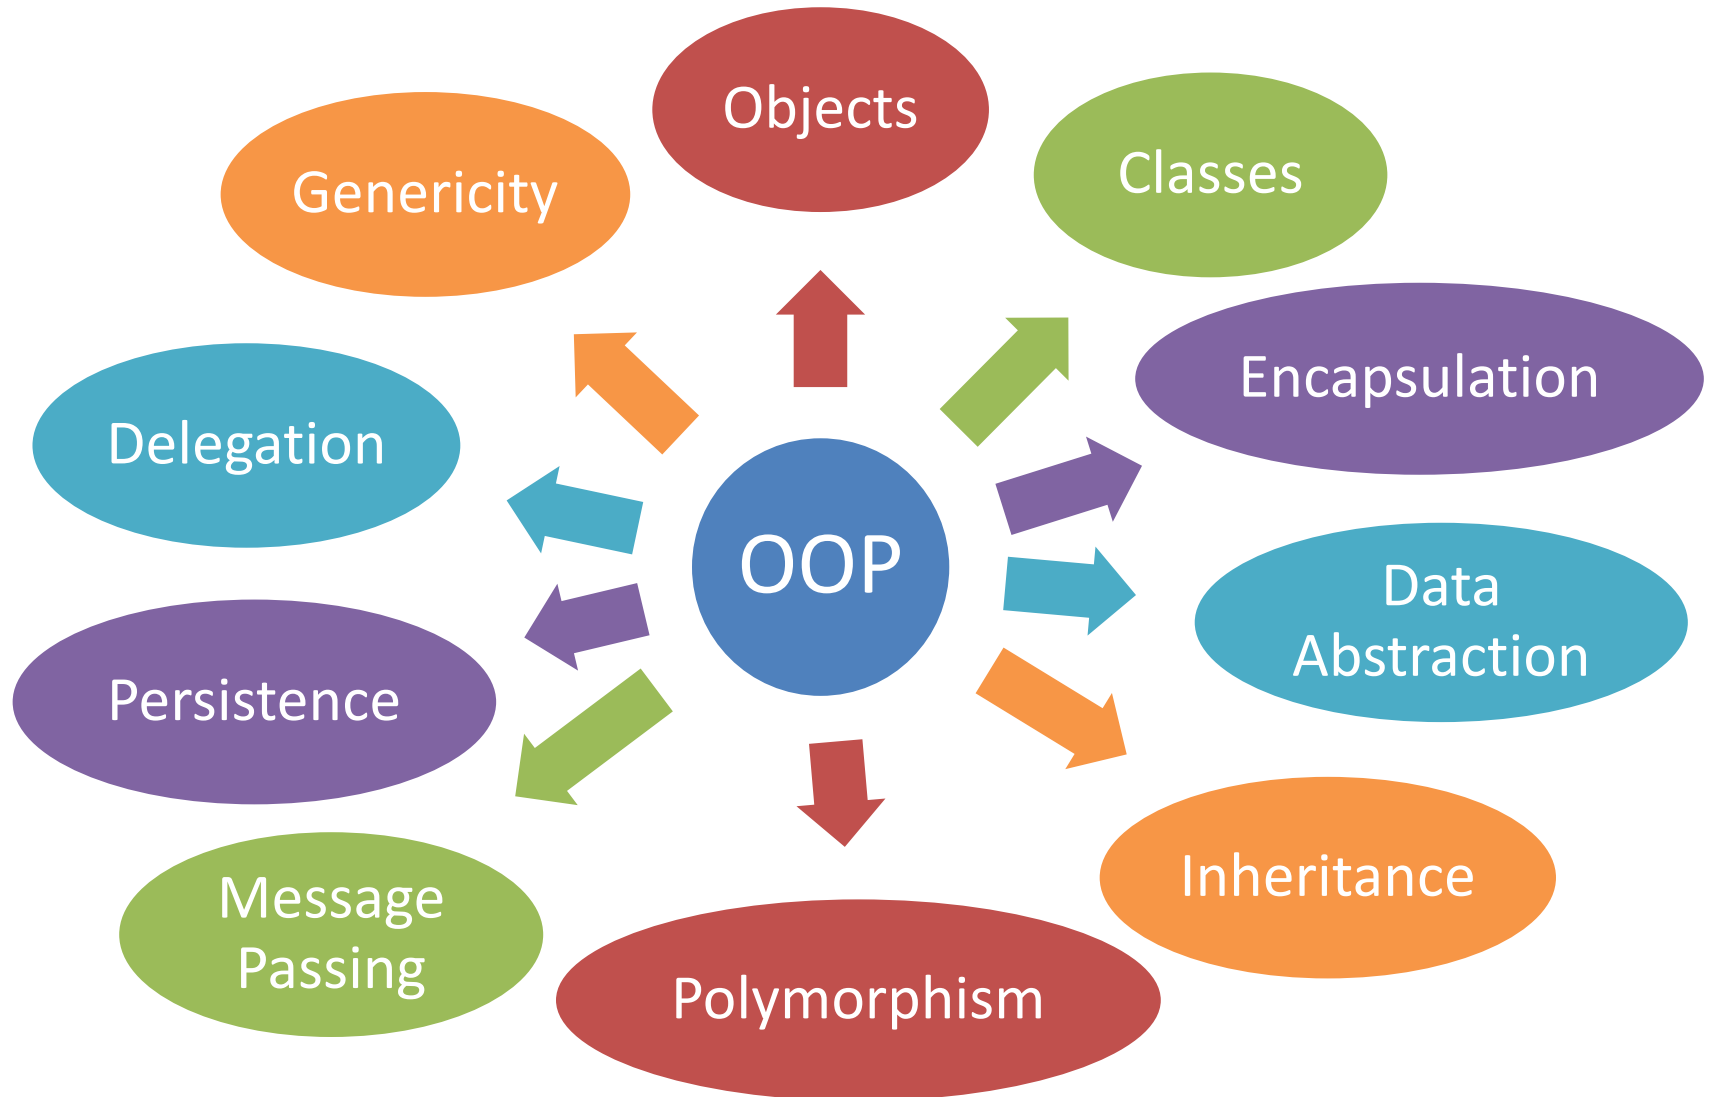 Objects
Classes
Genericity
Encapsulation
Delegation
OOP
Data
Abstraction
Persistence
Inheritance
Message
Passing
Polymorphism